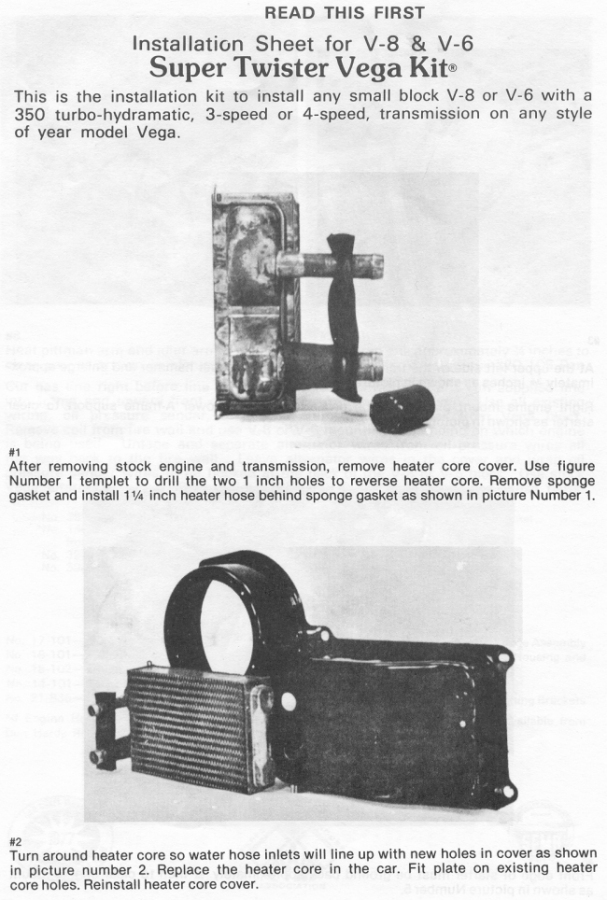 READ THIS FIRST
Installation Sheet for V-8 & V-6
Super Twister Vega Kit®
This is the installation kit to install any small block V-8 or V-6 with a
350 turbo-hydramatic, 3-speed or 4-speed, transmission on any style
of year model Vega.
#1
After removing stock engine and transmission, remove heater core cover. Use figure
Number 1 templet to drill the two 1 inch holes to reverse heater core. Remove sponge
gasket and install 1¼ inch heater hose behind sponge gasket as shown in picture Number 1.
#2
Turn around heater core so water hose inlets will line up with new holes in cover as shown
in picture number 2. Replace the heater core in the car. Fit plate on existing heater
core holes. Reinstall heater core cover.